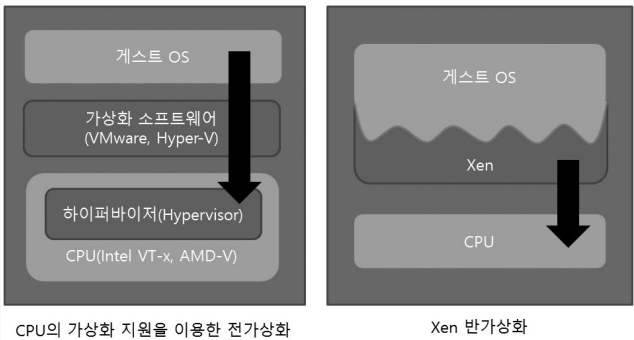 게스트 OS
가상화 소프트웨어
(VMware, Hyper-V)
하이퍼바이저(Hypervisor)
CPU(Intel VT-x, AMD-V)
CPU의 가상화 지원을 이용한 전가상화
게스트 OS
Xen
CPU
Xen 반가상화